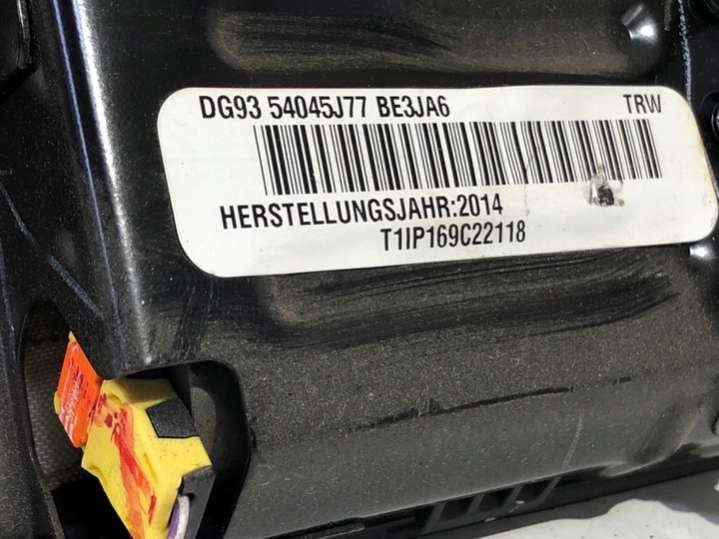 DG93 54045J77 BE3JA6 TRW
HERSTELLUNGSJAHR:2014
T1IP169C22118